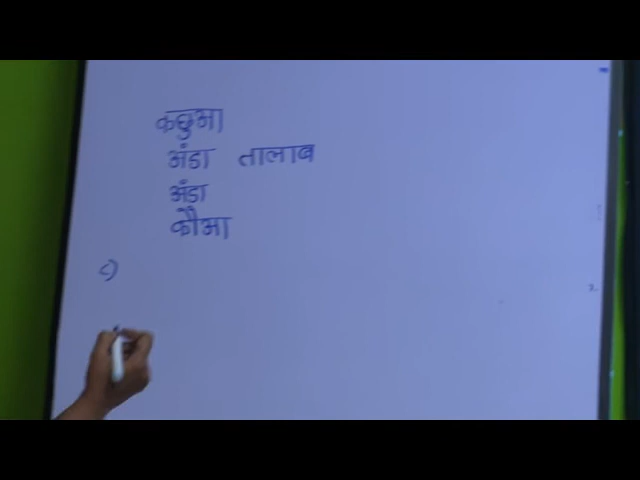 कछुआ
अंडा तालाब
अंडा
कौआ